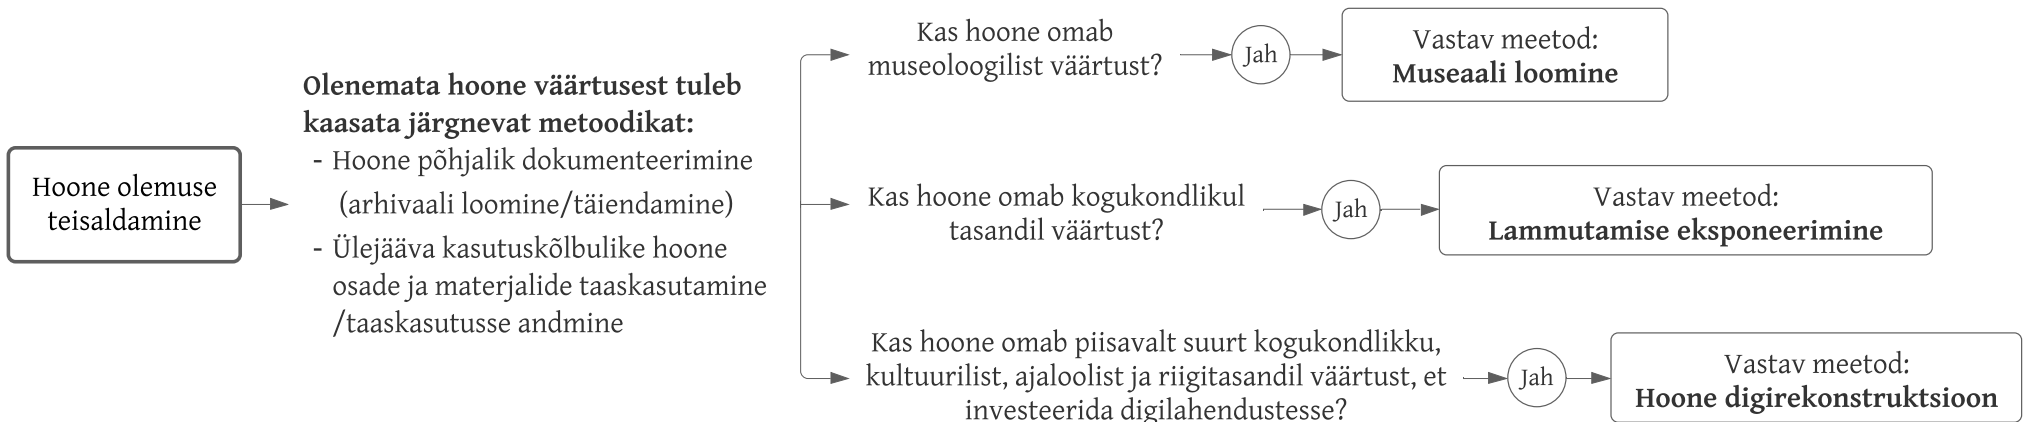 Hoone olemuse
teisaldamine
Olenemata hoone väärtusest tuleb
kaasata järgnevat metoodikat:
- Hoone põhjalik dokumenteerimine
(arhivaali loomine/täiendamine)
- Ülejääva kasutuskõlbulike hoone
osade ja materjalide taaskasutamine
/taaskasutusse andmine
Kas hoone omab
museoloogilist väärtust?
Jah
Vastav meetod:
Museaali loomine
Kas hoone omab kogukondlikul
tasandil väärtust?
Jah
Vastav meetod:
Lammutamise eksponeerimine
Kas hoone omab piisavalt suurt kogukondlikku,
kultuurilist, ajaloolist ja riigitasandil väärtust, et
investeerida digilahendustesse?
Jah
Vastav meetod:
Hoone digirekonstruktsioon